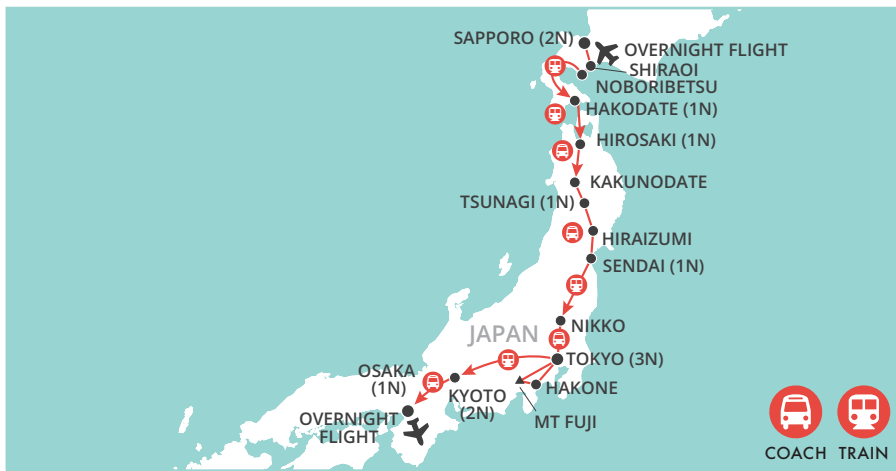 SAPPORO (2N)
OVERNIGHT FLIGHT
SHIRAOI
NOBORIBETSU
HAKODATE (1N)
HIROSAKI (1N)
KAKUNODATE
TSUNAGI (1N)
HIRAIZUMI
SENDAI (1N)
NIKKO
JAPAN
TOKYO (3N)
OSAKA
(1N)
HAKONE
KYOTO
(2N)
MT FUJI
OVERNIGHT
FLIGHT
COACH
TRAIN